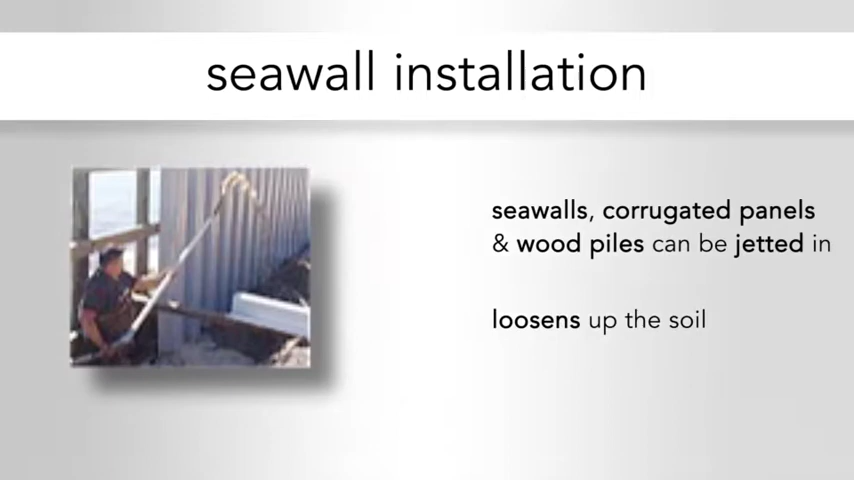 seawall installation
seawalls, corrugated panels
& wood piles can be jetted in
loosens up the soil